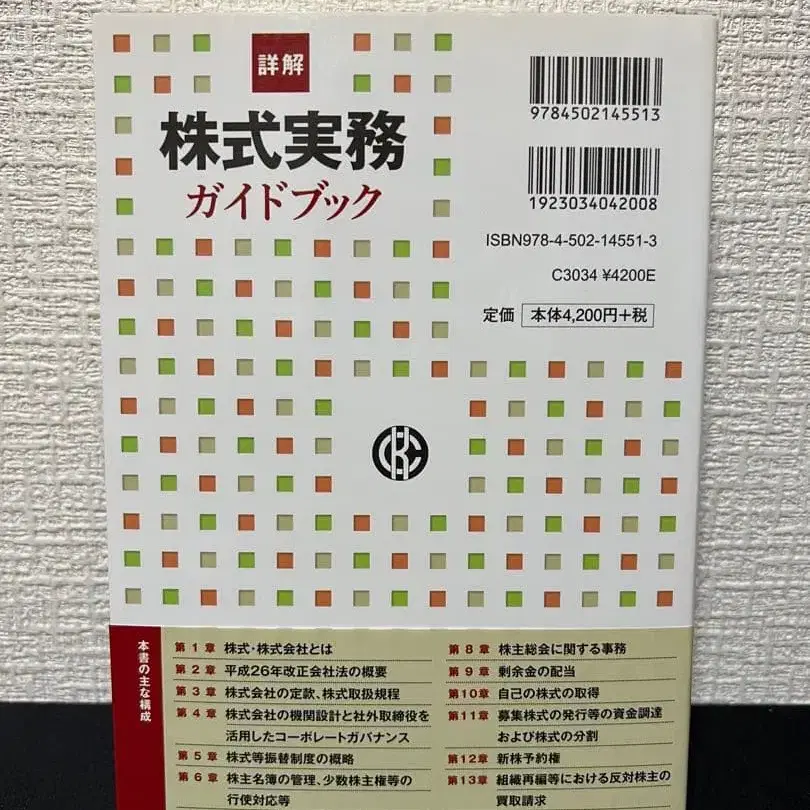 詳解
株式実務
ガイドブック
9784502145513
1923034042008
ISBN978-4-502-14551-3
C3034 ¥4200E
定価 本体4,200円+税
本書の主な構成
第1章 株式・株式会社とは
第2章 平成26年改正会社法の概要
第3章 株式会社の定款、株式取扱規程
第4章 株式会社の機関設計と社外取締役を
活用したコーポレートガバナンス
第5章 株式等振替制度の概略
第6章 株主名簿の管理、少数株主権等の
行使対応等
第8章 株主総会に関する事務
第9章 剰余金の配当
第10章 自己の株式の取得
第11章 募集株式の発行等の資金調達
および株式の分割
第12章 新株予約権
第13章 組織再編等における反対株主の
買取請求